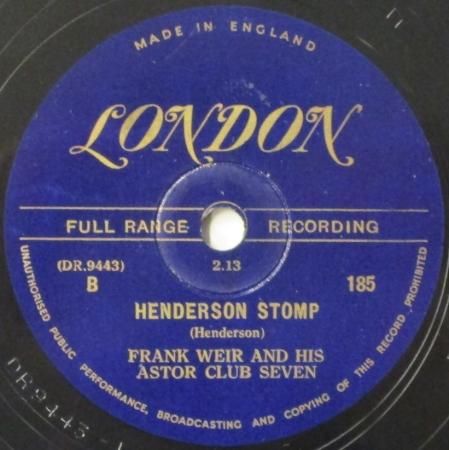 MADE IN ENGLAND
LONDON
FULL RANGE RECORDING
(DR.9443) 2.13
B 185
HENDERSON STOMP
(Henderson)
FRANK WEIR AND HIS
ASTOR CLUB SEVEN
UNAUTHORISED PUBLIC PERFORMANCE, BROADCASTING AND COPYING OF THIS RECORD PROHIBITED
DR9443